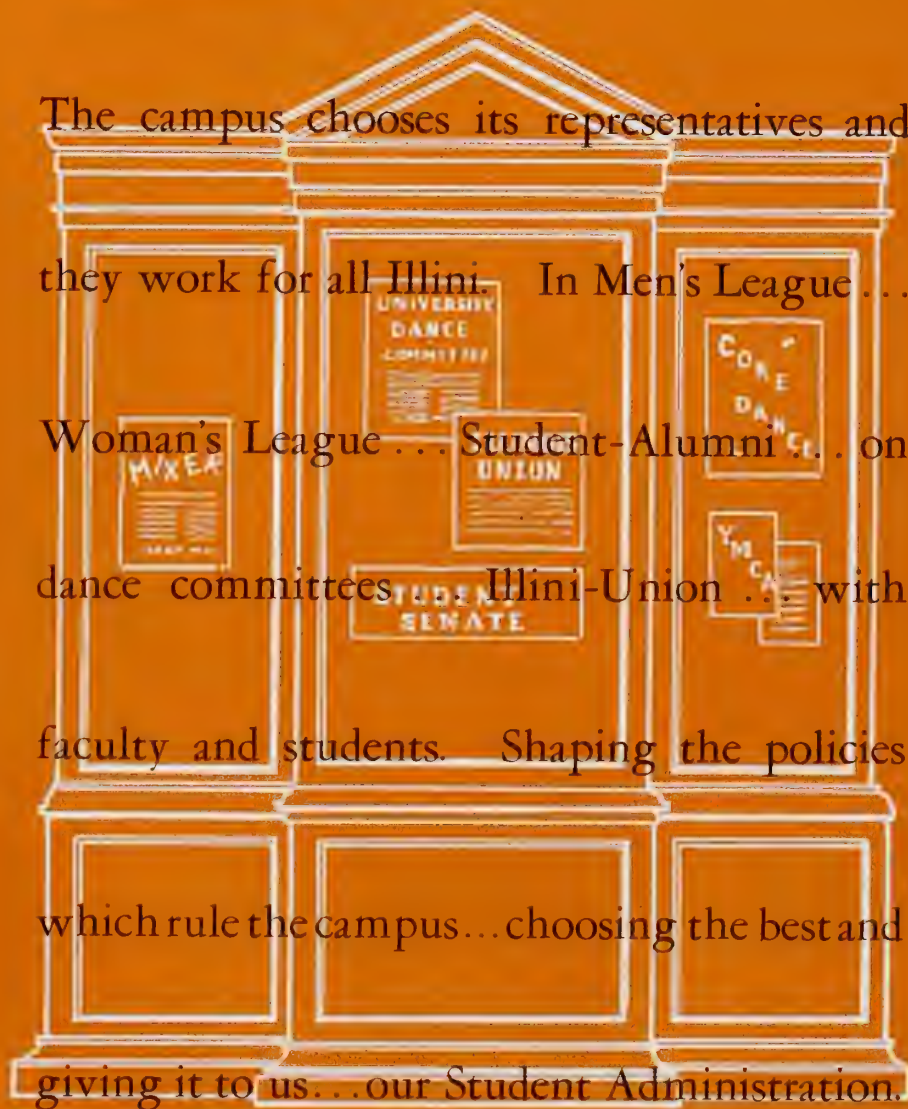 The campus chooses its representatives and
they work for all Illini. In Men's League...
UNIVERSITY
DANCE
COMMITTEE
CORE
DANCE
Woman's League ... Student-Alumni ... on
MIXER
UNION
dance committees ... Illini-Union ... with
YMCA
STUDENT
SENATE
faculty and students. Shaping the policies
which rule the campus...choosing the best and
giving it to us...our Student Administration.